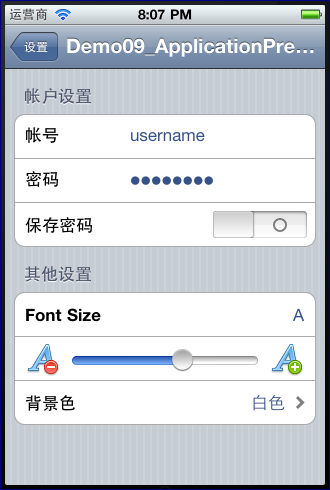 运营商 8:07 PM
设置 Demo09_ApplicationPre...
帐户设置
帐号 username
密码 ●●●●●●●●
保存密码
其他设置
Font Size A
背景色 白色